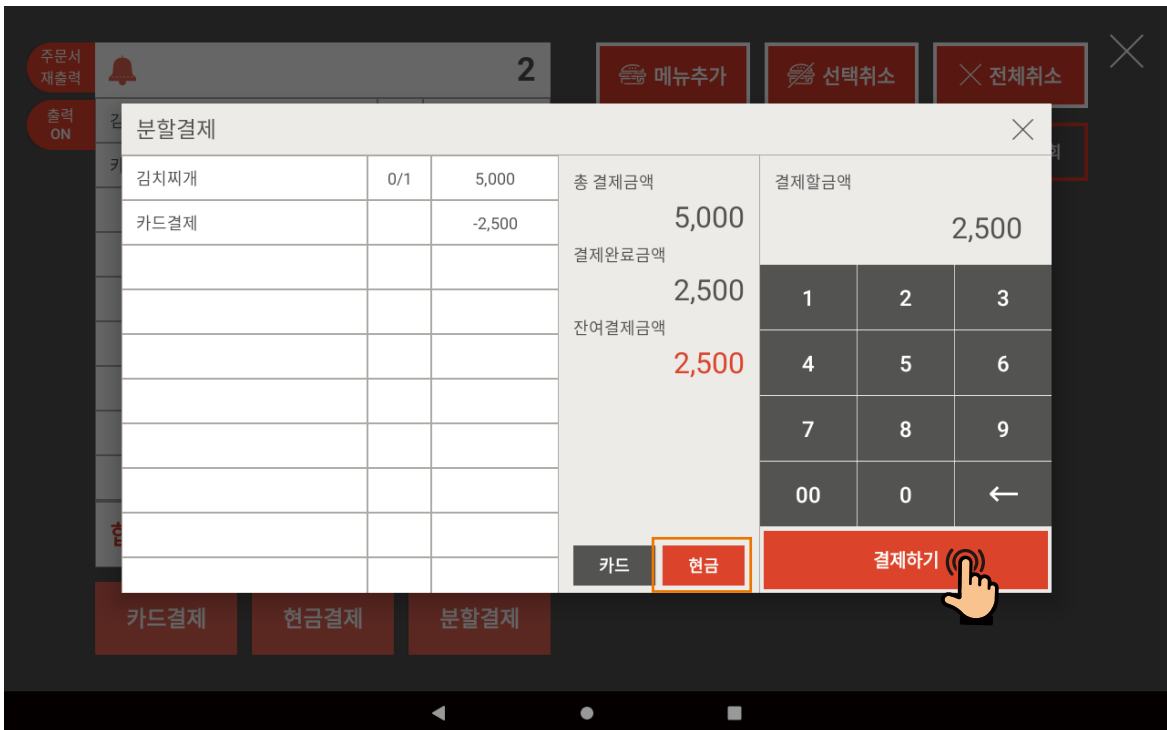 주문서
재출력
2
메뉴추가
선택취소
전체취소
출력
ON
분할결제
김치찌개 0/1 5,000
카드결제 -2,500
총 결제금액
5,000
결제완료금액
2,500
잔여결제금액
2,500
결제할금액
2,500
1 2 3
4 5 6
7 8 9
00 0
카드 현금
결제하기
카드결제 현금결제 분할결제